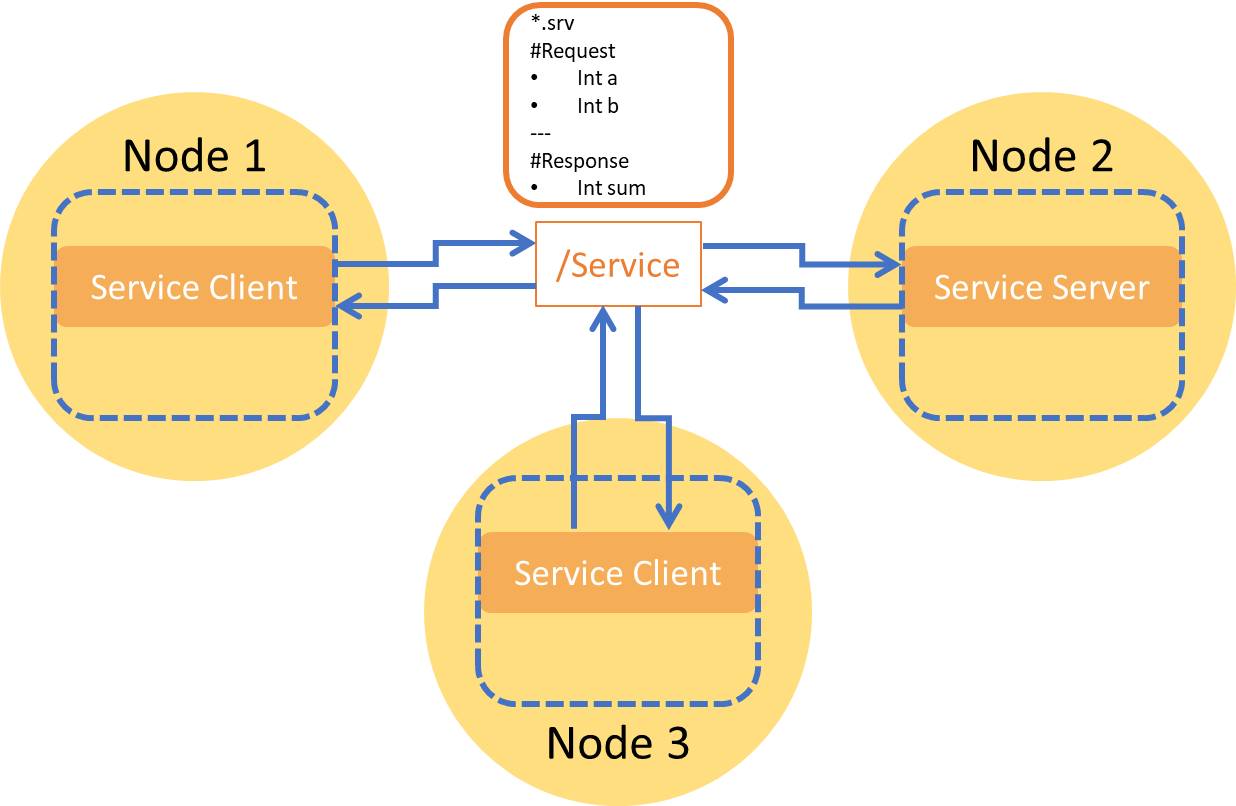 *.srv
#Request
• Int a
• Int b
---
#Response
• Int sum
Node 1
Node 2
Service Client
/Service
Service Server
Service Client
Node 3